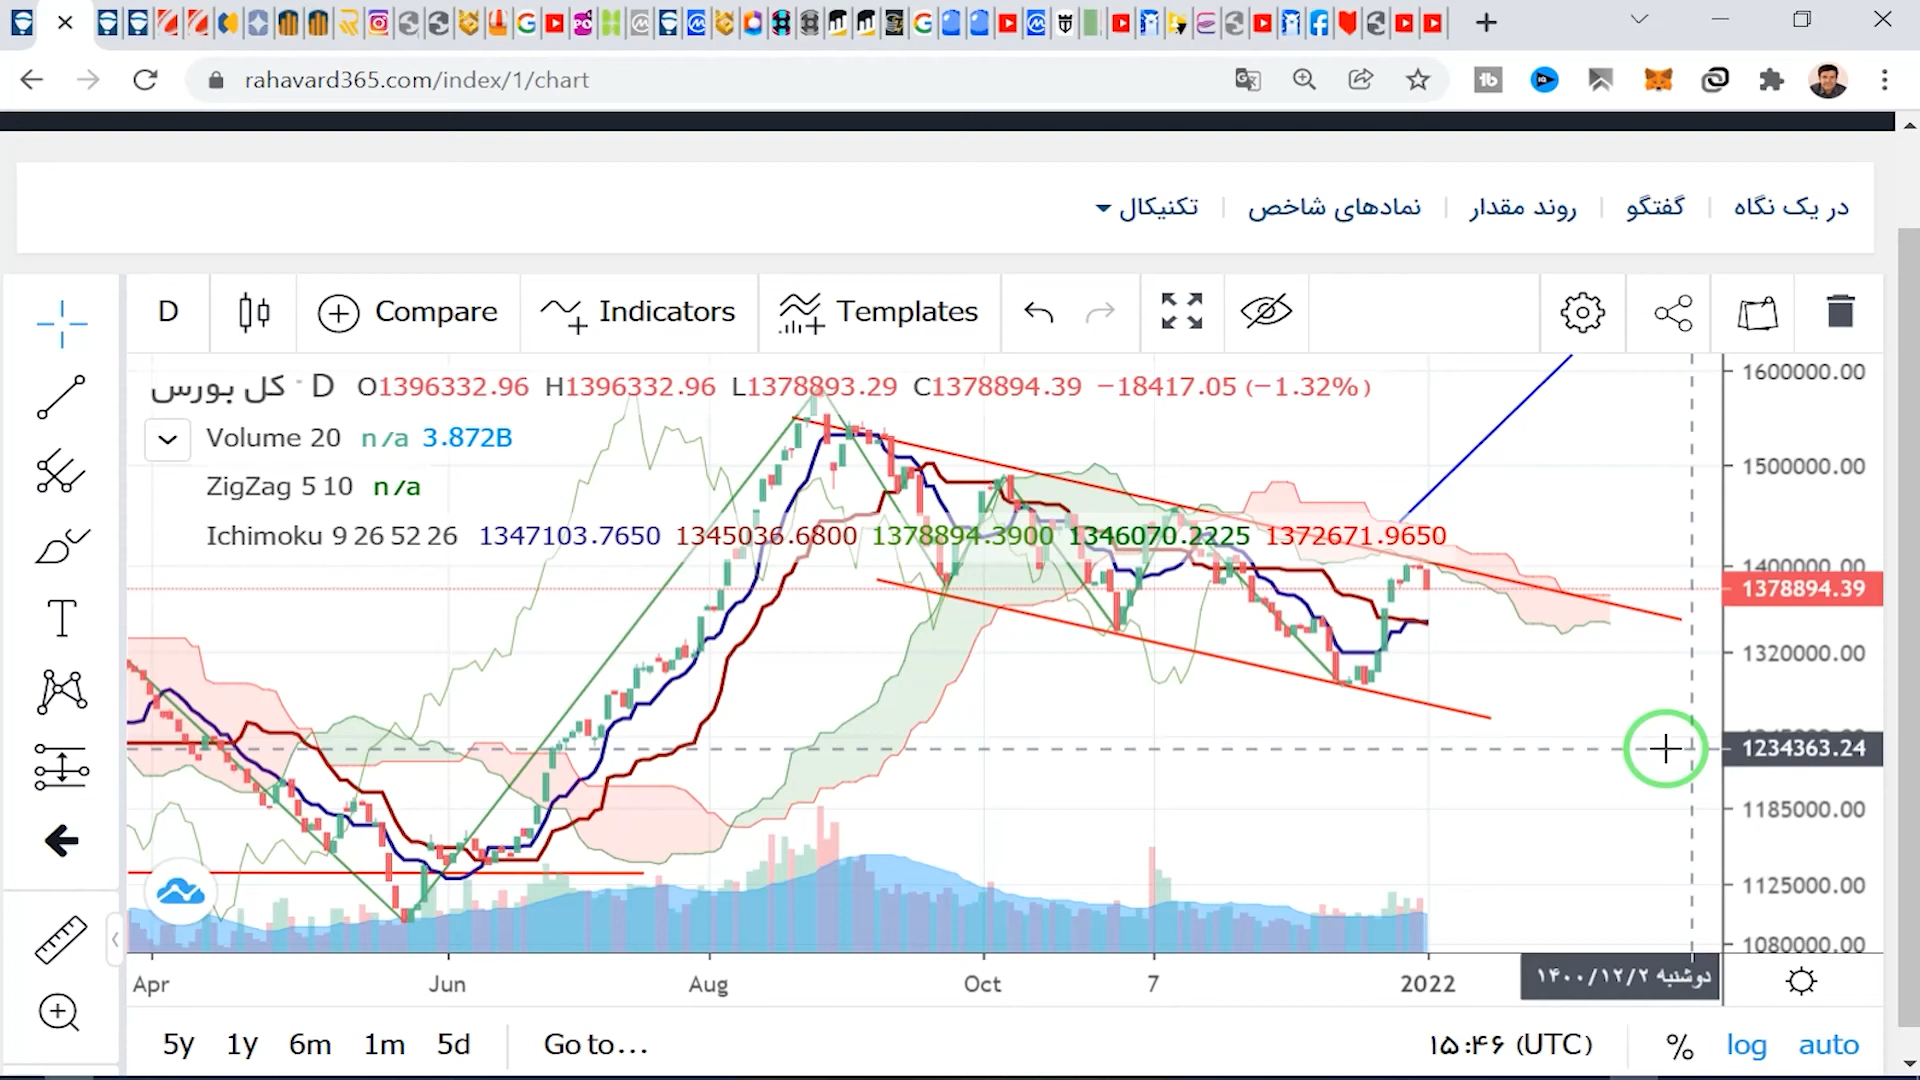 rahavard365.com/index/1/chart
در یک نگاه | گفتگو | روند مقدار | نمادهای شاخص | تکنیکال
D Compare Indicators Templates
کل بورس · D O1396332.96 H1396332.96 L1378893.29 C1378894.39 −18417.05 (−1.32%)
Volume 20 n/a 3.872B
ZigZag 5 10 n/a
Ichimoku 9 26 52 26 1347103.7650 1345036.6800 1378894.3900 1346070.2225 1372671.9650
1600000.00
1500000.00
1400000.00
1378894.39
1320000.00
1234363.24
1185000.00
1125000.00
1080000.00
Apr Jun Aug Oct 7 2022
دوشنبه ۱۴۰۰/۱۲/۲
5y 1y 6m 1m 5d Go to... ۱۵:۴۶ (UTC) % log auto